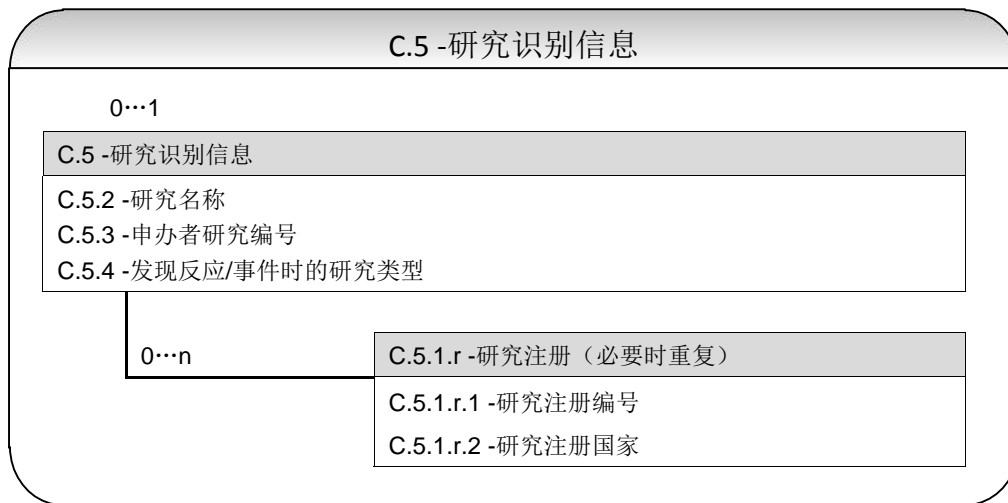 C.5 -研究识别信息
0…1
C.5 -研究识别信息
C.5.2 -研究名称
C.5.3 -申办者研究编号
C.5.4 -发现反应/事件时的研究类型
0…n
C.5.1.r -研究注册（必要时重复）
C.5.1.r.1 -研究注册编号
C.5.1.r.2 -研究注册国家